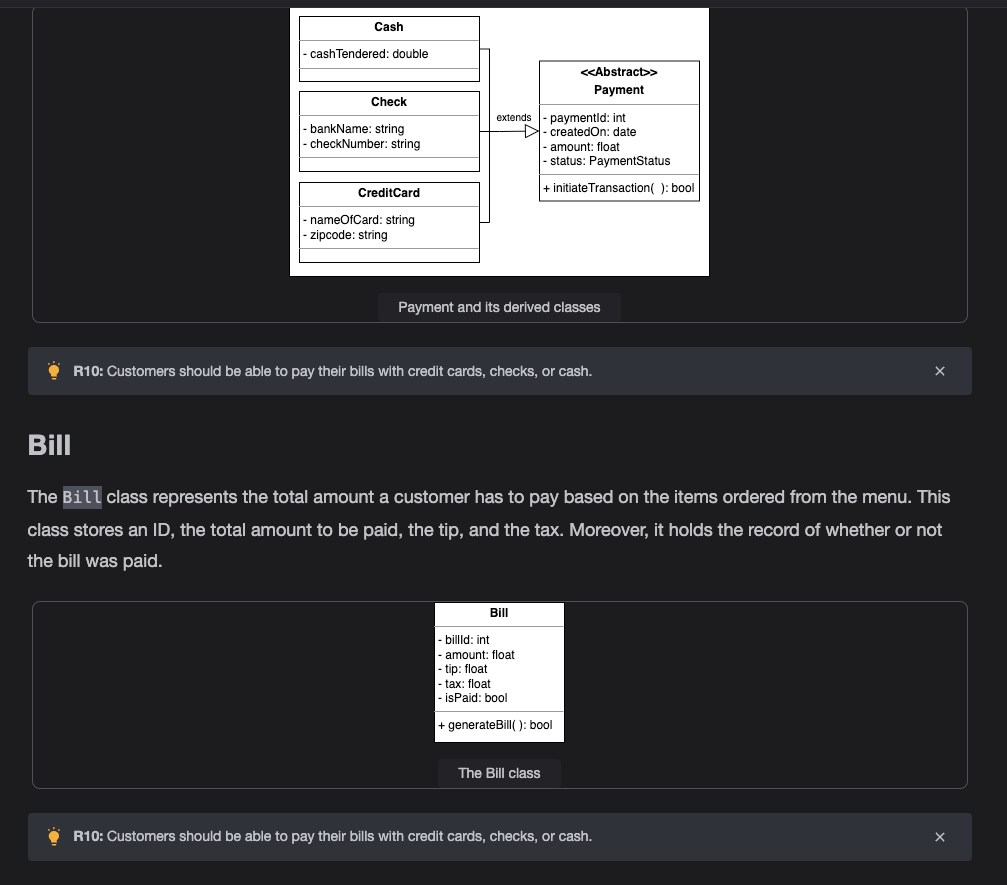 Cash
- cashTendered: double
Check
- bankName: string
- checkNumber: string
CreditCard
- nameOfCard: string
- zipcode: string
extends
<<Abstract>>
Payment
- paymentId: int
- createdOn: date
- amount: float
- status: PaymentStatus
+ initiateTransaction( ): bool
Payment and its derived classes
R10: Customers should be able to pay their bills with credit cards, checks, or cash.
Bill
The Bill class represents the total amount a customer has to pay based on the items ordered from the menu. This
class stores an ID, the total amount to be paid, the tip, and the tax. Moreover, it holds the record of whether or not
the bill was paid.
Bill
- billId: int
- amount: float
- tip: float
- tax: float
- isPaid: bool
+ generateBill( ): bool
The Bill class
R10: Customers should be able to pay their bills with credit cards, checks, or cash.